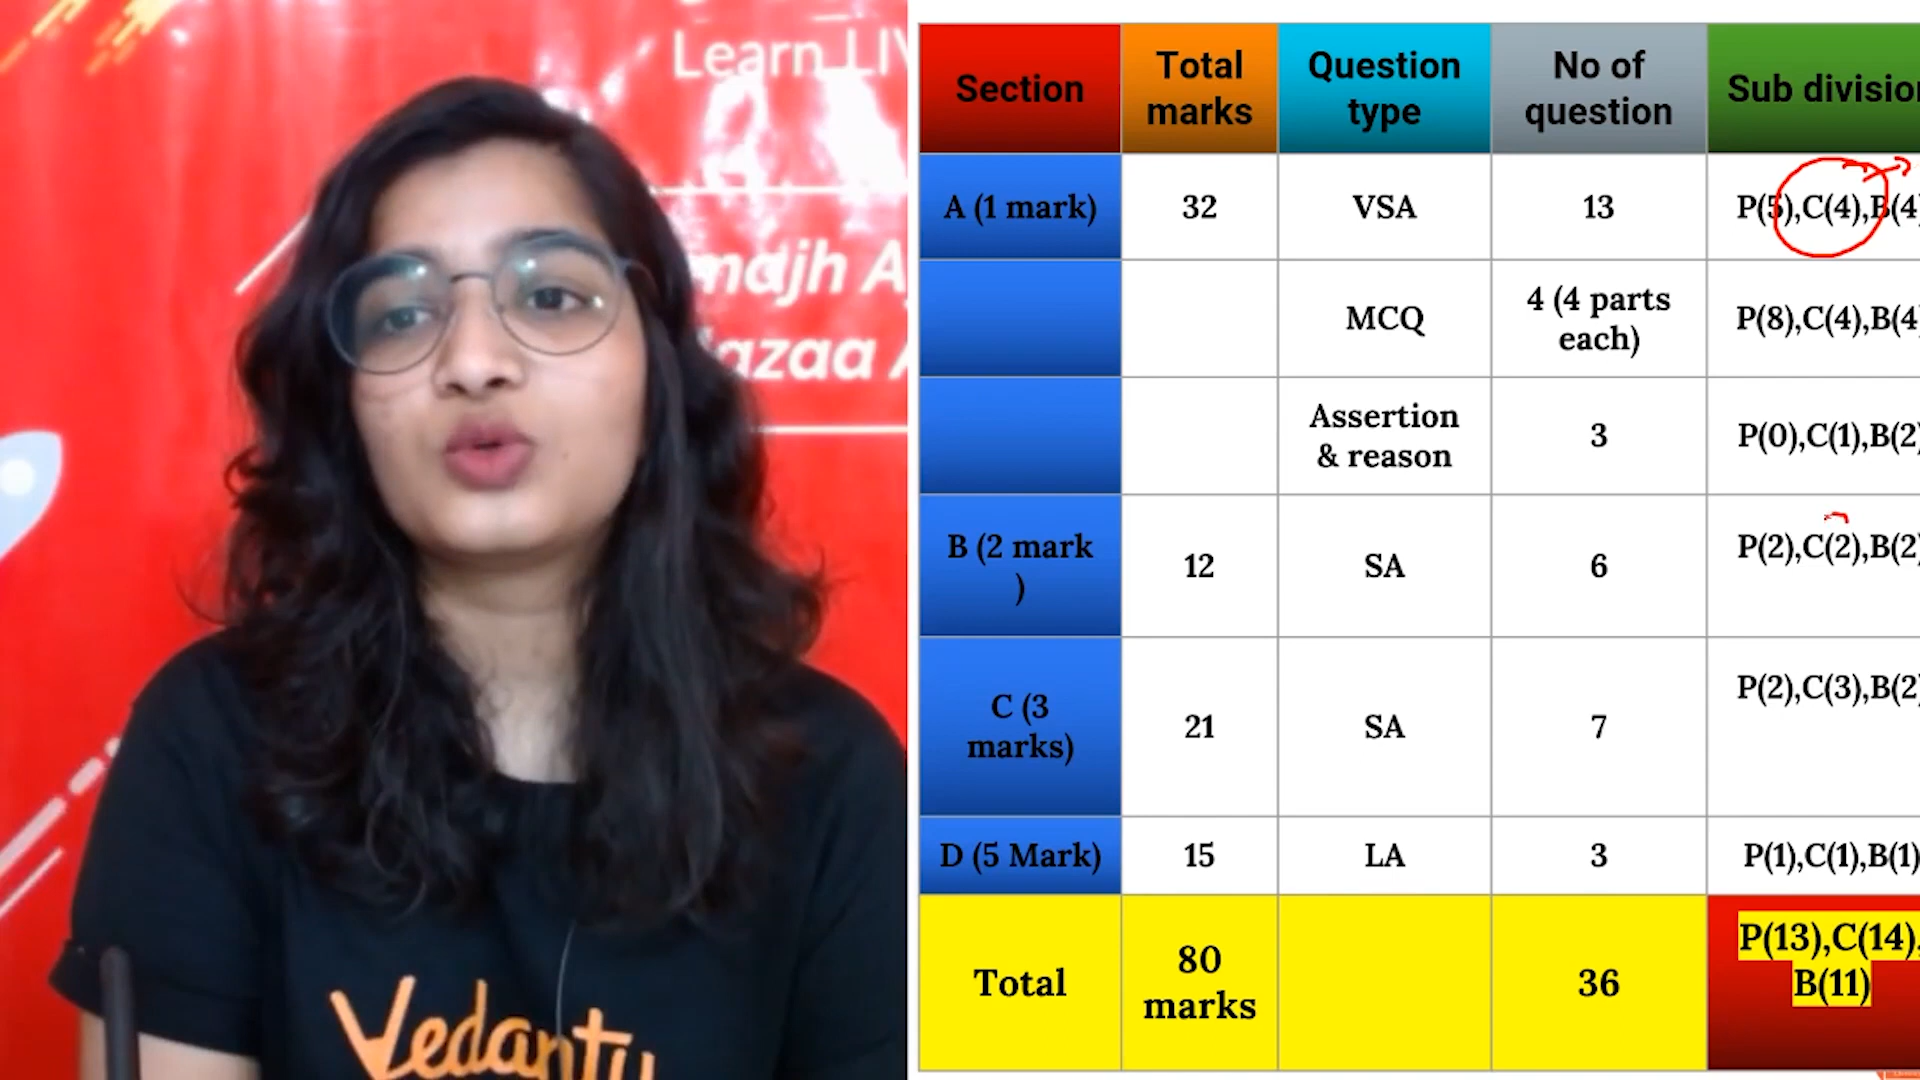 Learn LIV
majh A
azaa A
Vedantu
Section
Total
marks
Question
type
No of
question
Sub division
A (1 mark)
32
VSA
13
P(5),C(4),B(4)
MCQ
4 (4 parts
each)
P(8),C(4),B(4)
Assertion
& reason
3
P(0),C(1),B(2)
B (2 mark
)
12
SA
6
P(2),C(2),B(2)
C (3
marks)
21
SA
7
P(2),C(3),B(2)
D (5 Mark)
15
LA
3
P(1),C(1),B(1)
Total
80
marks
36
P(13),C(14),
B(11)